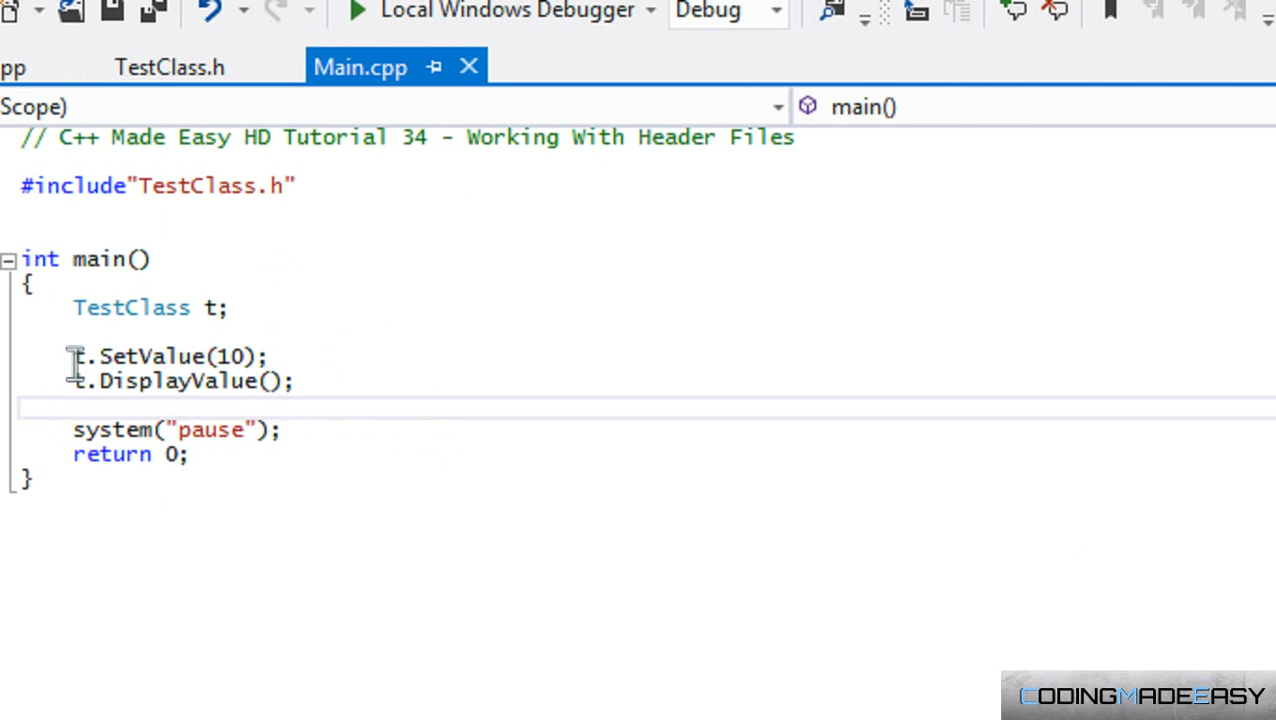 Local Windows Debugger Debug
pp TestClass.h Main.cpp
Scope) main()
// C++ Made Easy HD Tutorial 34 - Working With Header Files
#include"TestClass.h"
int main()
{
TestClass t;
t.SetValue(10);
t.DisplayValue();
system("pause");
return 0;
}
CODINGMADEEASY